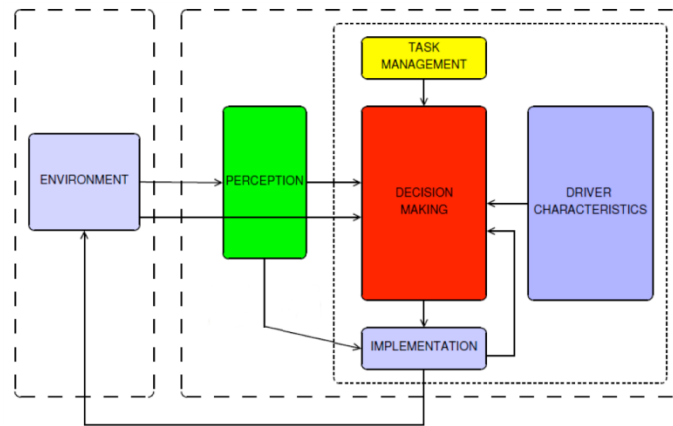 TASK
MANAGEMENT
ENVIRONMENT
PERCEPTION
DECISION
MAKING
DRIVER
CHARACTERISTICS
IMPLEMENTATION